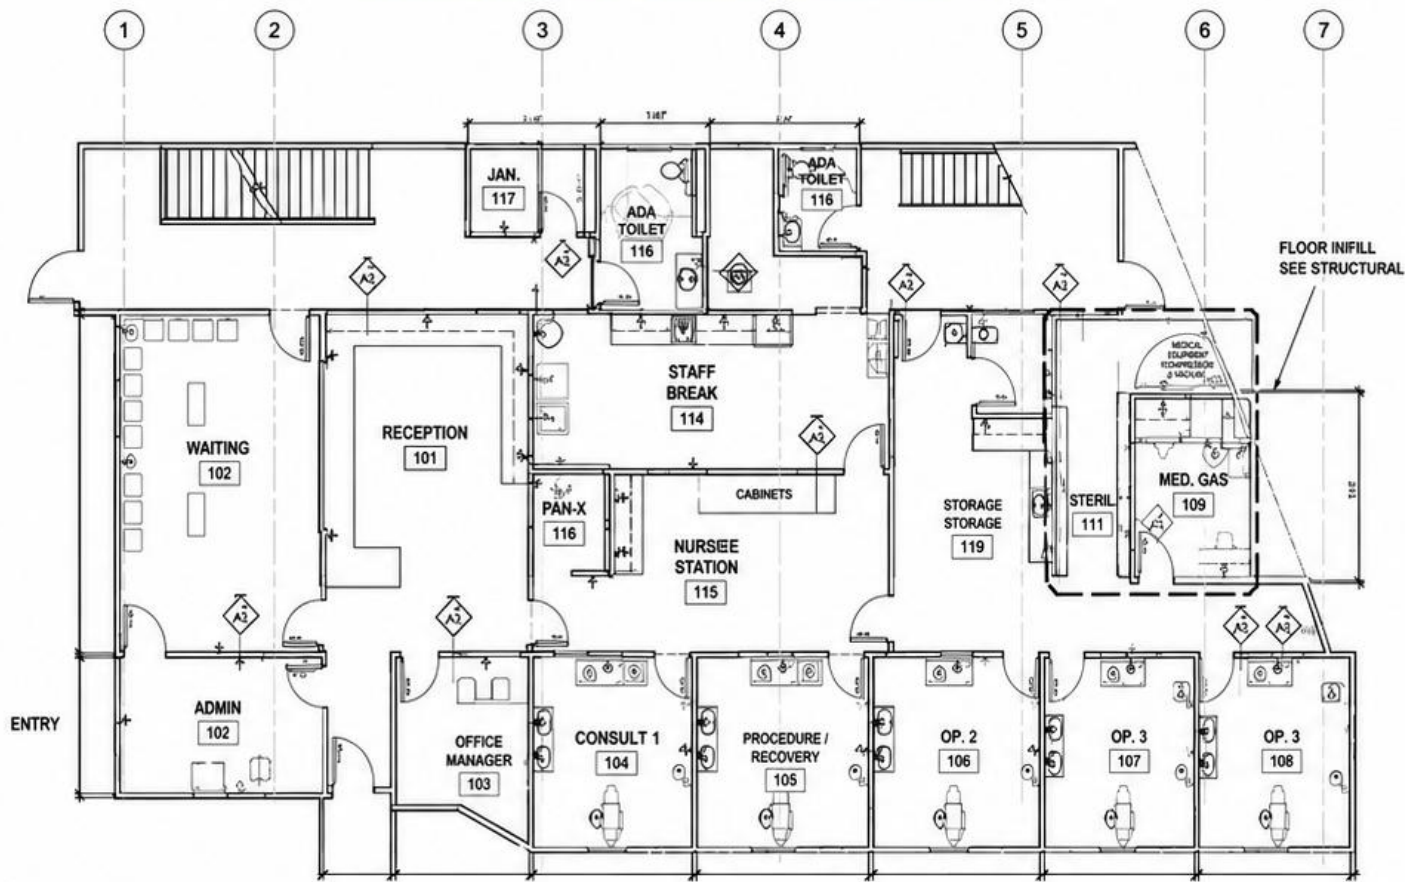 1
2
3
4
5
6
7
JAN.
117
ADA
TOILET
116
ADA
TOILET
116
A2
A2
A2
A2
FLOOR INIFILL
SEE STRUCTURAL
STAFF
BREAK
114
RECEPTION
101
WAITING
102
A2
CABINETS
PAN-X
116
NURSEE
STATION
115
STORAGE
STORAGE
119
STERIL
111
MED. GAS
109
A2
A2
A2
A2
ENTRY
ADMIN
102
OFFICE
MANAGER
103
CONSULT 1
104
PROCEDURE /
RECOVERY
105
OP. 2
106
OP. 3
107
OP. 3
108